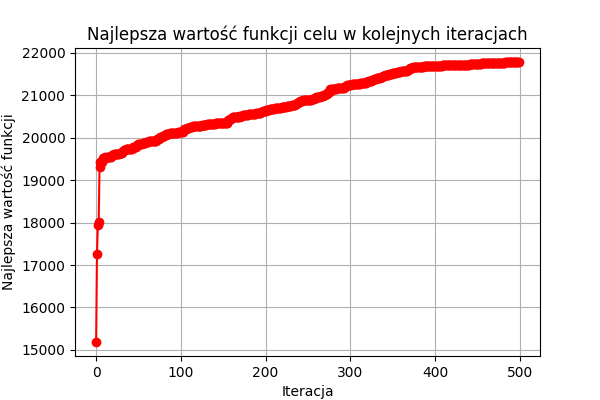 Najlepsza wartość funkcji celu w kolejnych iteracjach
Najlepsza wartość funkcji
22000
21000
20000
19000
18000
17000
16000
15000
0 100 200 300 400 500
Iteracja